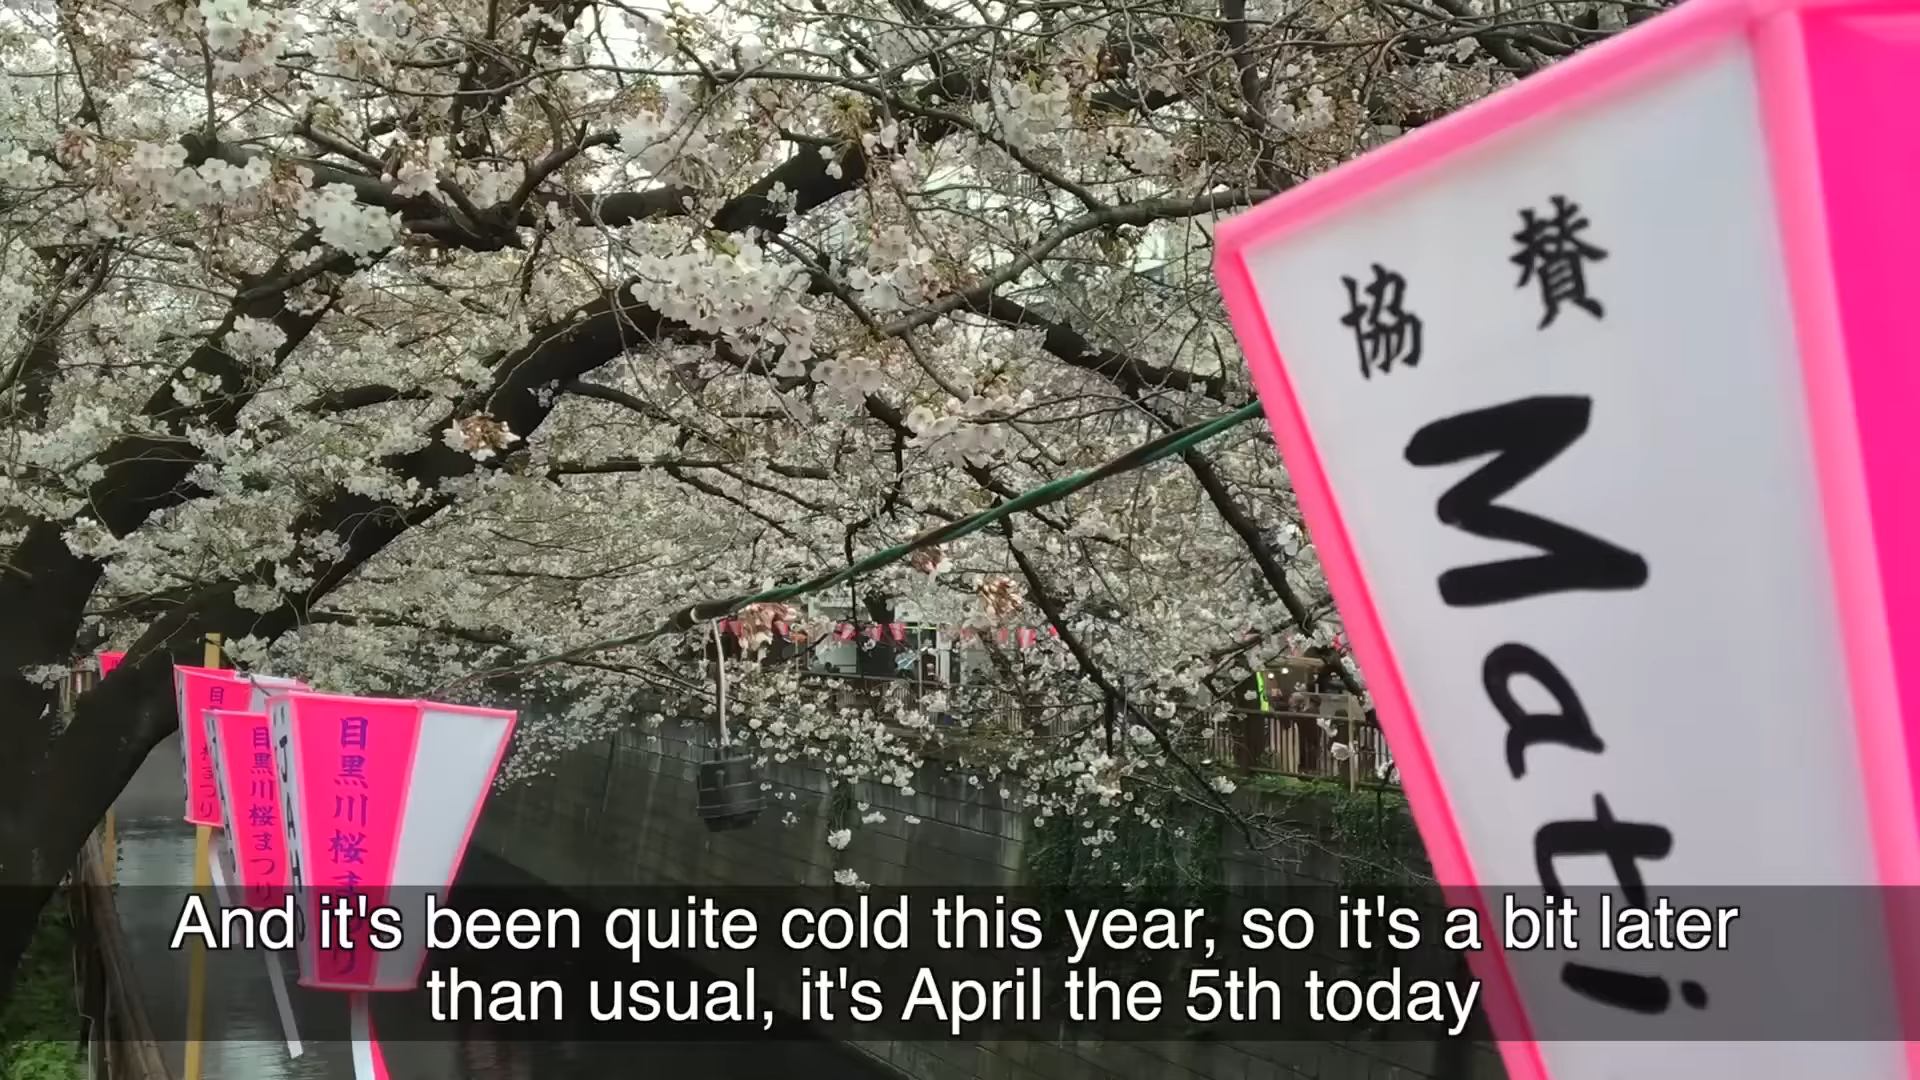 協賛
Mati
目黒川桜まつり
目黒川桜まつり
And it's been quite cold this year, so it's a bit later
than usual, it's April the 5th today